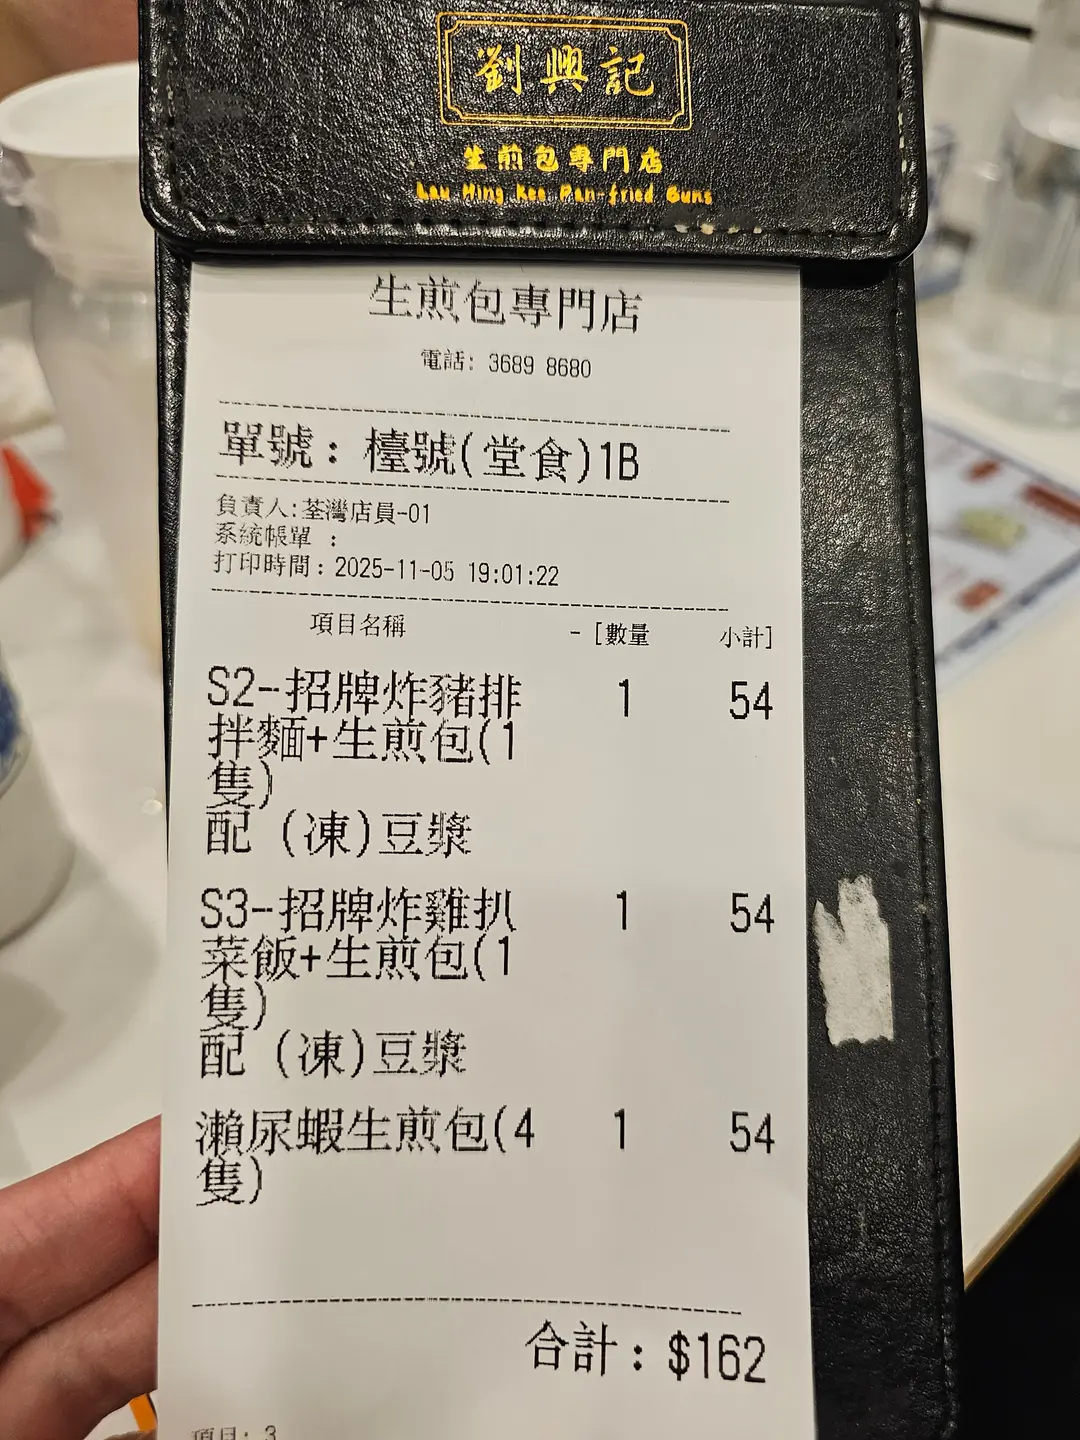 劉興記
生煎包專門店
Lau Hing Kee Pan-fried Buns
生煎包專門店
電話: 3689 8680
單號: 檯號(堂食)1B
負責人:荃灣店員-01
系統帳單 :
打印時間: 2025-11-05 19:01:22
項目名稱 - [數量 小計]
S2-招牌炸豬排 1 54
拌麵+生煎包(1
隻)
配 (凍)豆漿
S3-招牌炸雞扒 1 54
菜飯+生煎包(1
隻)
配 (凍)豆漿
瀨尿蝦生煎包(4 1 54
隻)
合計: $162
項目: 3